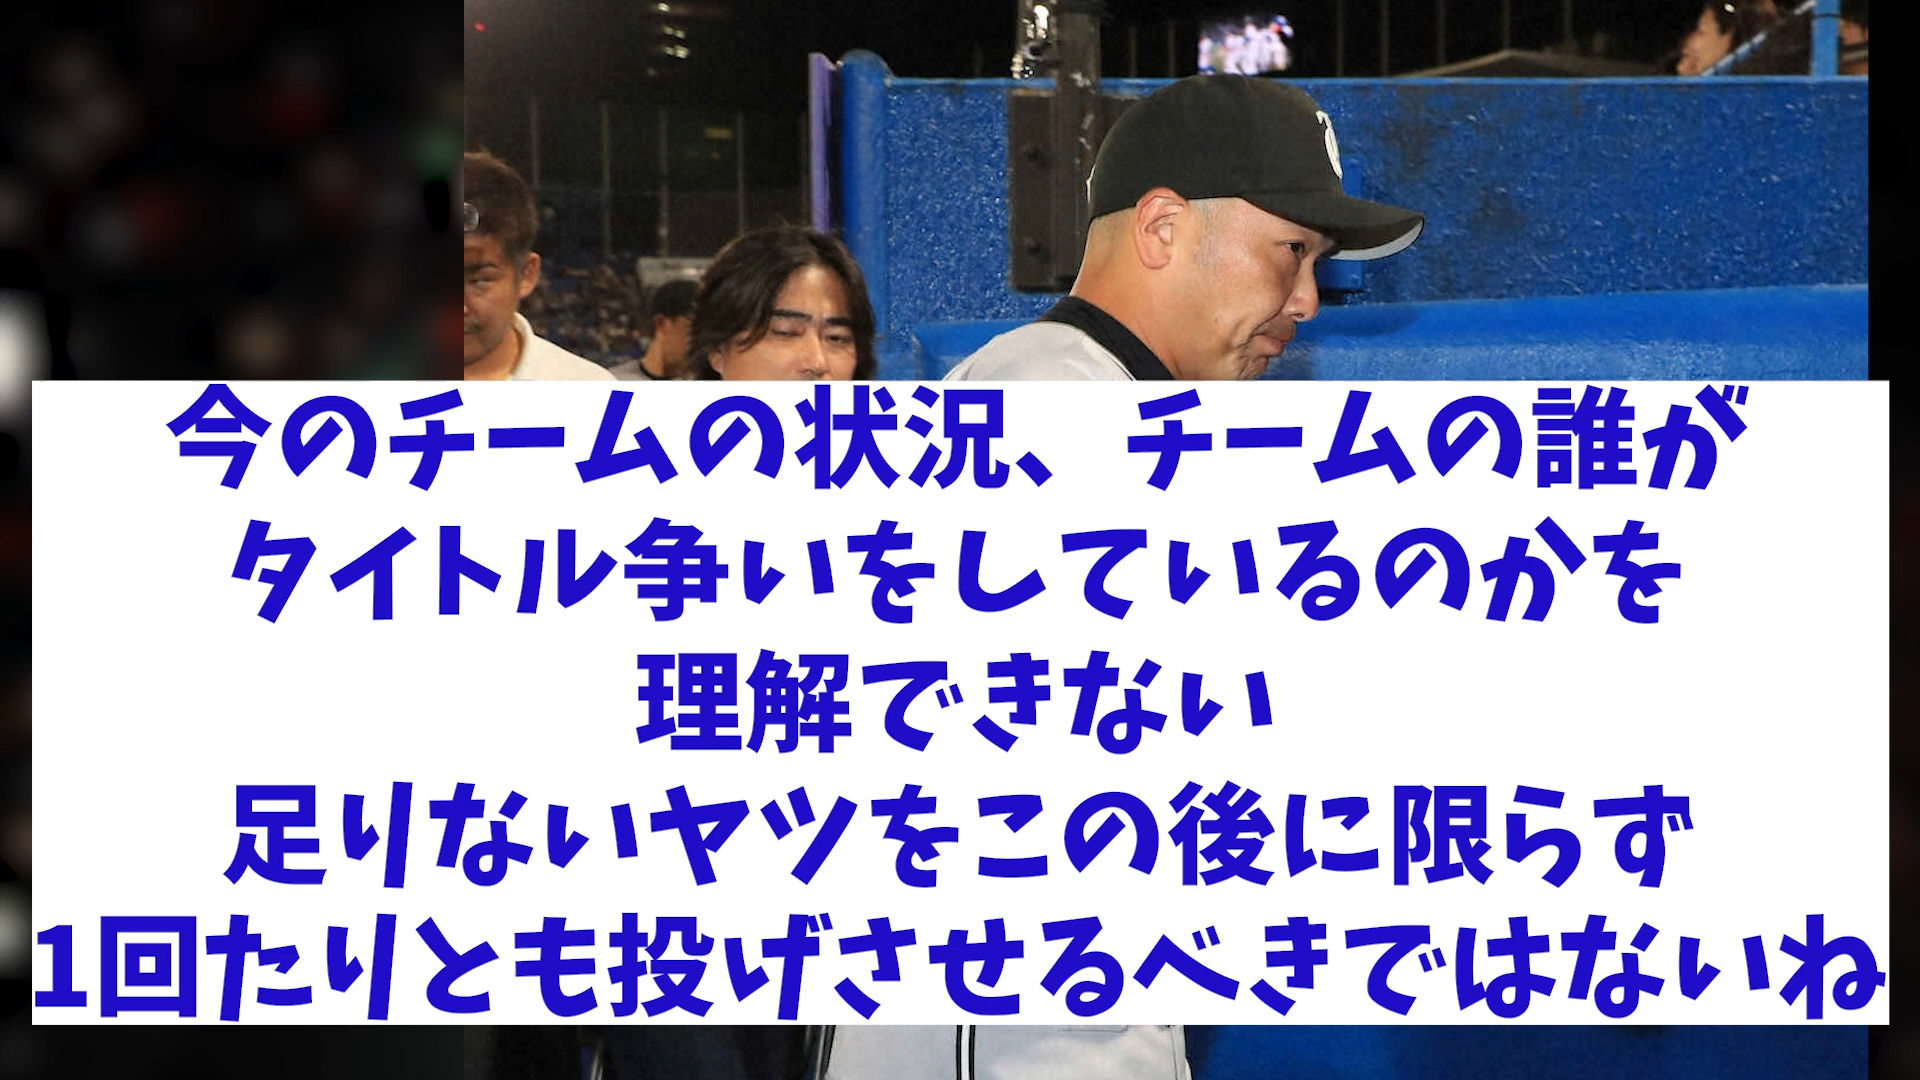 今のチームの状況、チームの誰が
タイトル争いをしているのかを
理解できない
足りないヤツをこの後に限らず
1回たりとも投げさせるべきではないね